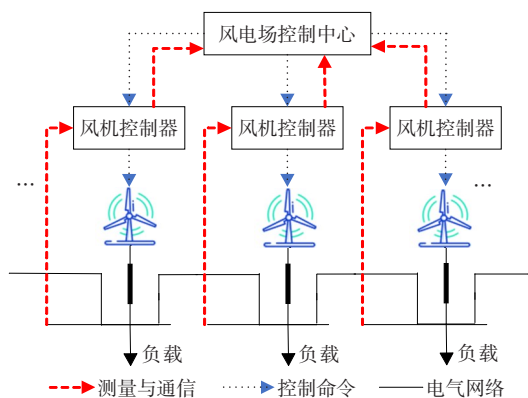 风电场控制中心
风机控制器 风机控制器 风机控制器
... ...
负载 负载 负载
测量与通信 控制命令 电气网络